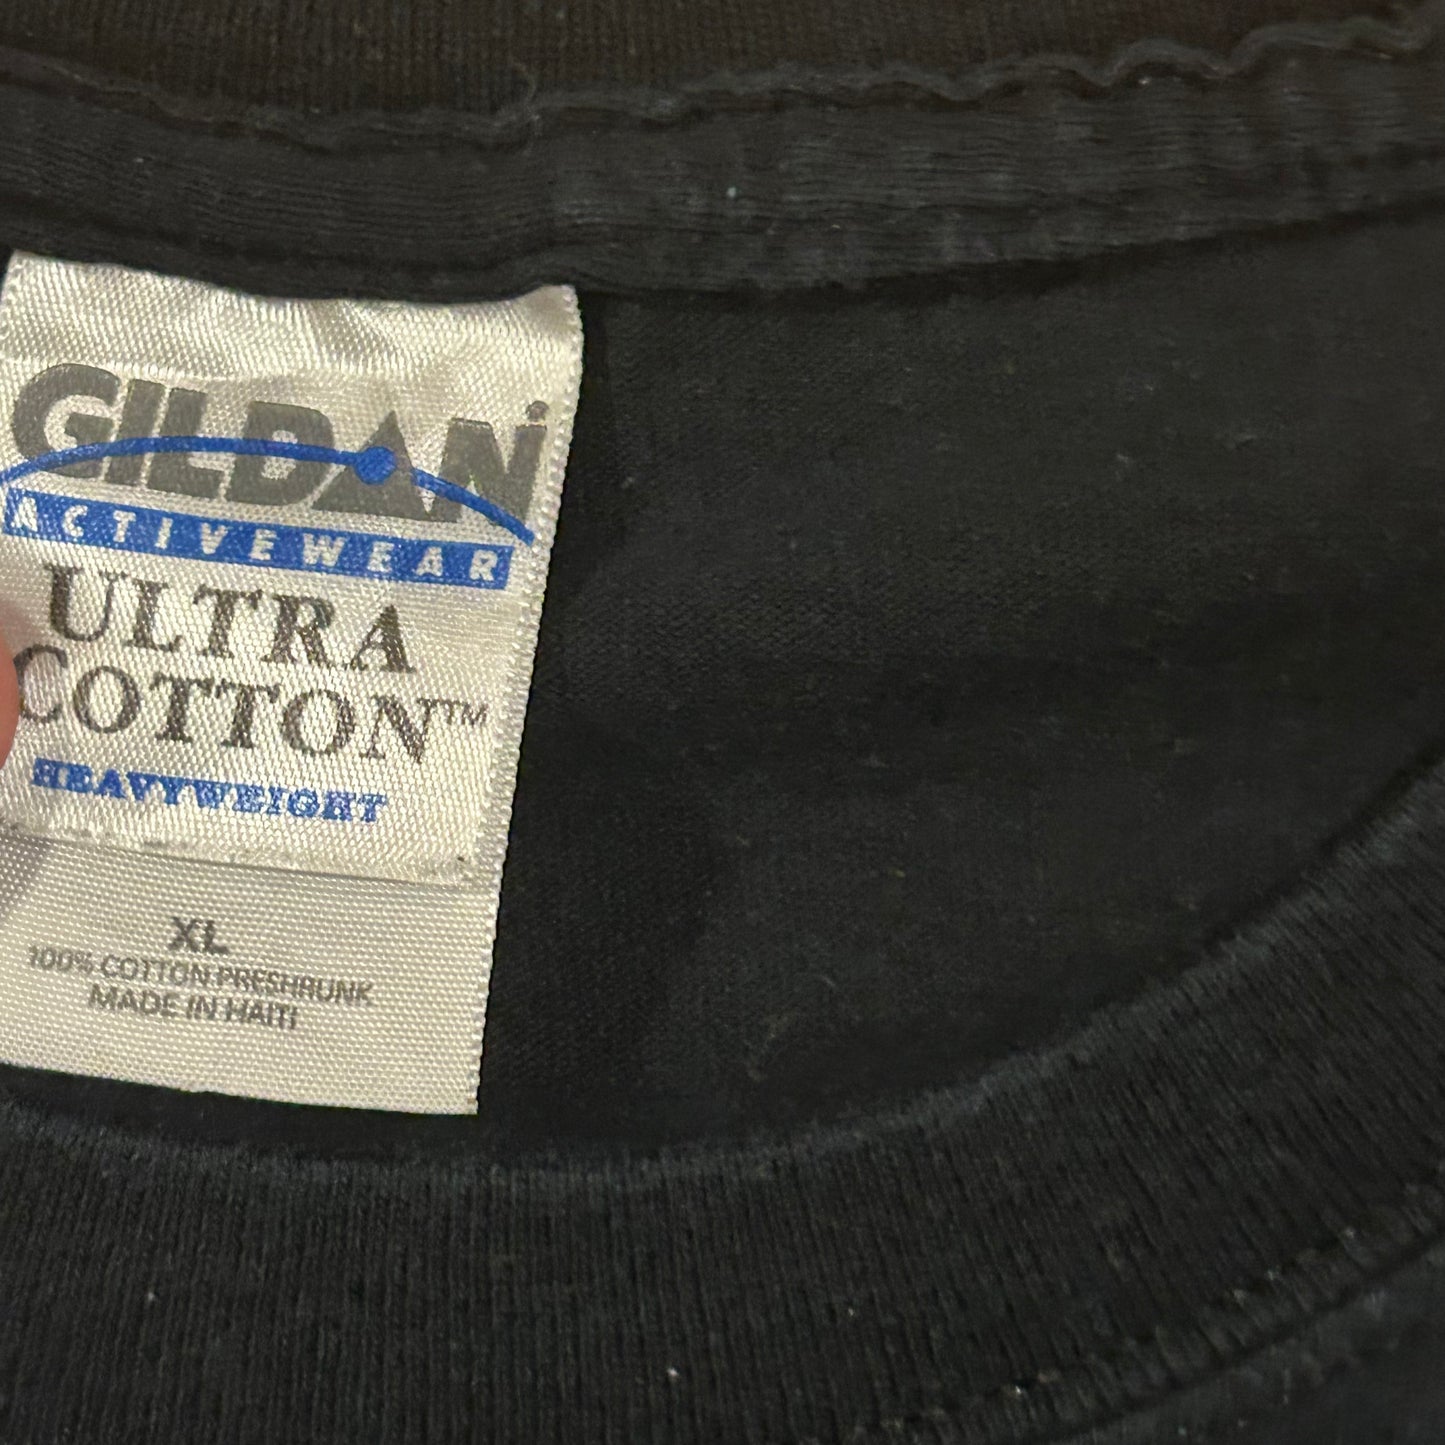 GILDAN
ACTIVEWEAR
ULTRA
COTTON™
HEAVYWEIGHT
XL
100% COTTON PRESHRUNK
MADE IN HAITI